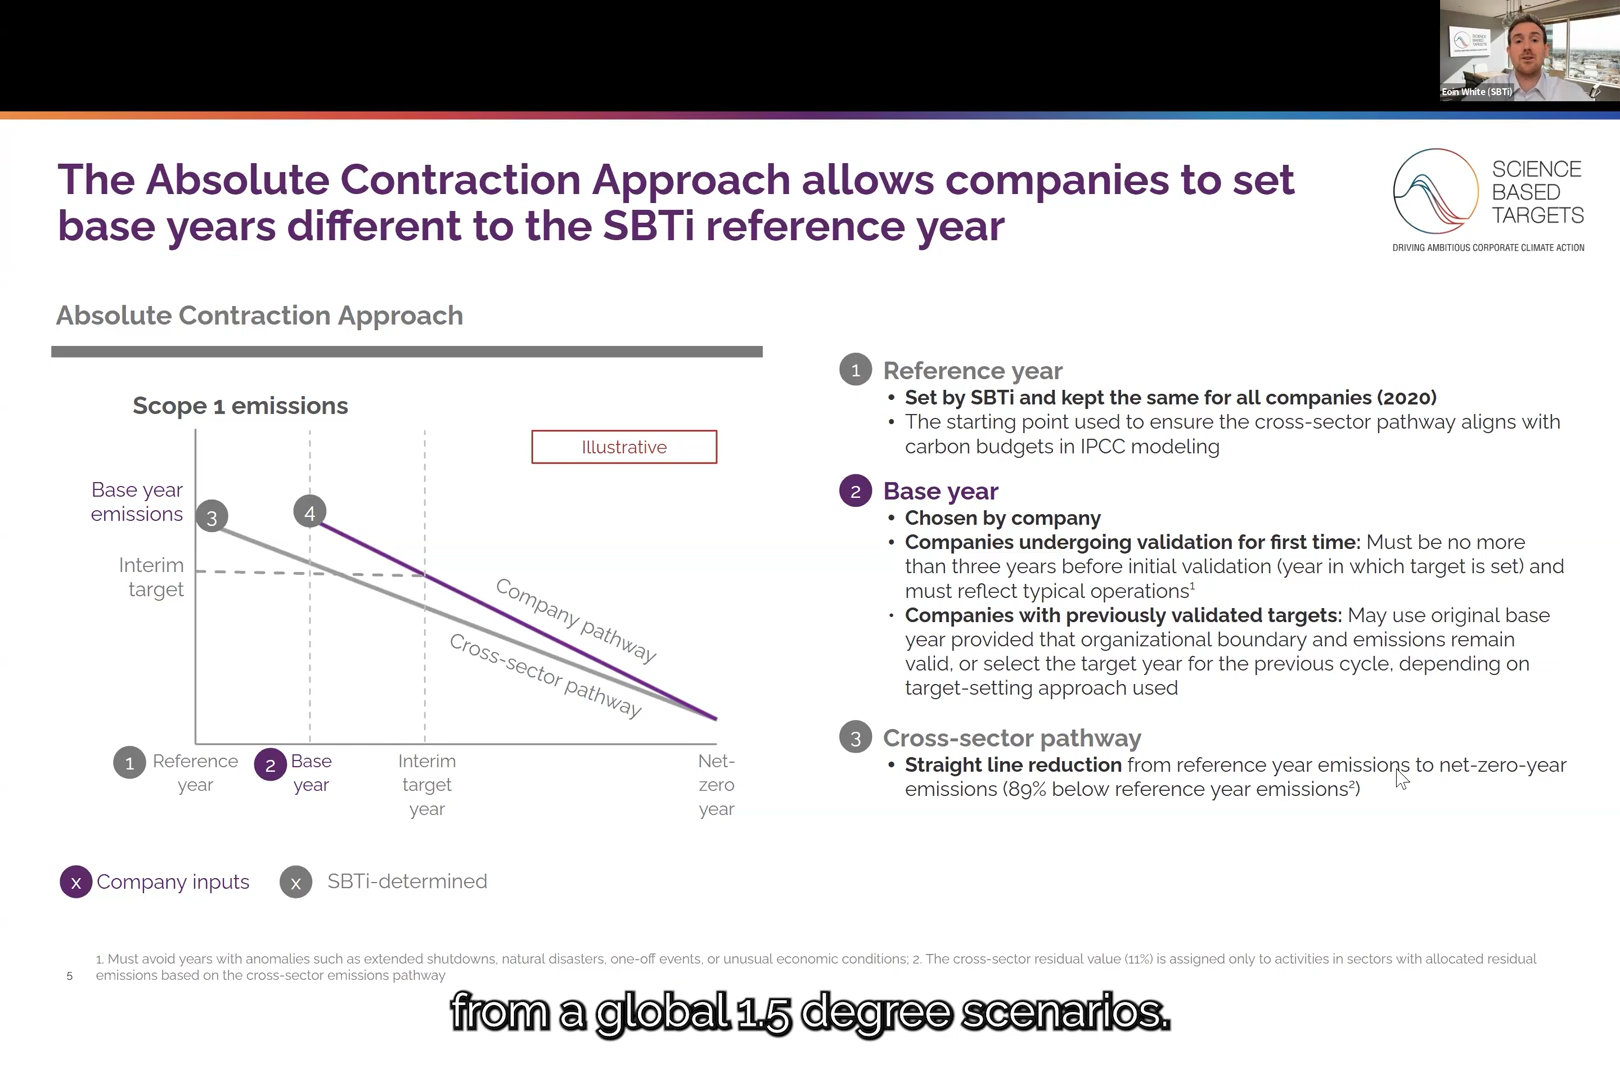 Eoin White (SBTi)
The Absolute Contraction Approach allows companies to set
base years different to the SBTi reference year
SCIENCE
BASED
TARGETS
DRIVING AMBITIOUS CORPORATE CLIMATE ACTION
Absolute Contraction Approach
Scope 1 emissions
Illustrative
Base year
emissions
3
4
Interim
target
Company pathway
Cross-sector pathway
1 Reference
year
2 Base
year
Interim
target
year
Net-
zero
year
x Company inputs
x SBTi-determined
1 Reference year
• Set by SBTi and kept the same for all companies (2020)
• The starting point used to ensure the cross-sector pathway aligns with
carbon budgets in IPCC modeling
2 Base year
• Chosen by company
• Companies undergoing validation for first time: Must be no more
than three years before initial validation (year in which target is set) and
must reflect typical operations¹
• Companies with previously validated targets: May use original base
year provided that organizational boundary and emissions remain
valid, or select the target year for the previous cycle, depending on
target-setting approach used
3 Cross-sector pathway
• Straight line reduction from reference year emissions to net-zero-year
emissions (89% below reference year emissions²)
1. Must avoid years with anomalies such as extended shutdowns, natural disasters, one-off events, or unusual economic conditions; 2. The cross-sector residual value (11%) is assigned only to activities in sectors with allocated residual
emissions based on the cross-sector emissions pathway
5
from a global 1.5 degree scenarios.